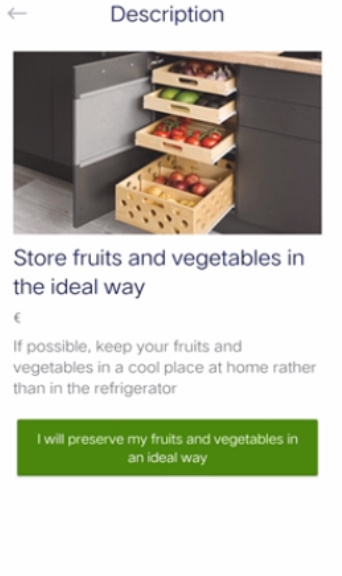 Description
Store fruits and vegetables in
the ideal way
€
If possible, keep your fruits and
vegetables in a cool place at home rather
than in the refrigerator
I will preserve my fruits and vegetables in
an ideal way